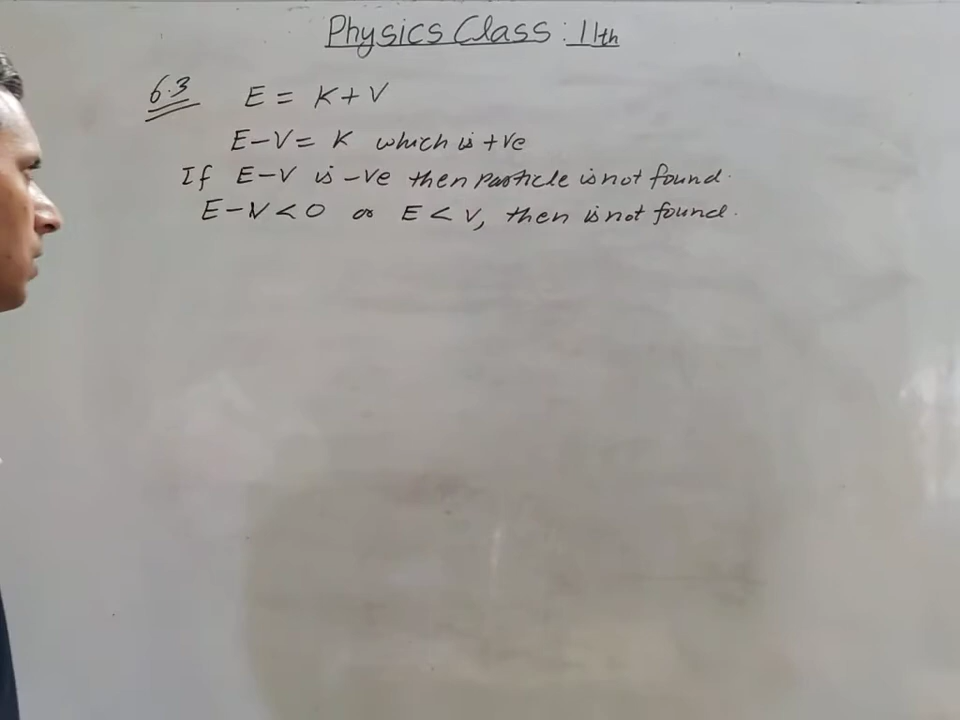 Physics Class : 11th
6.3 E = K + V
E - V = K which is +ve
If E - V is -ve then particle is not found.
E - V < 0 or E < V, then is not found.